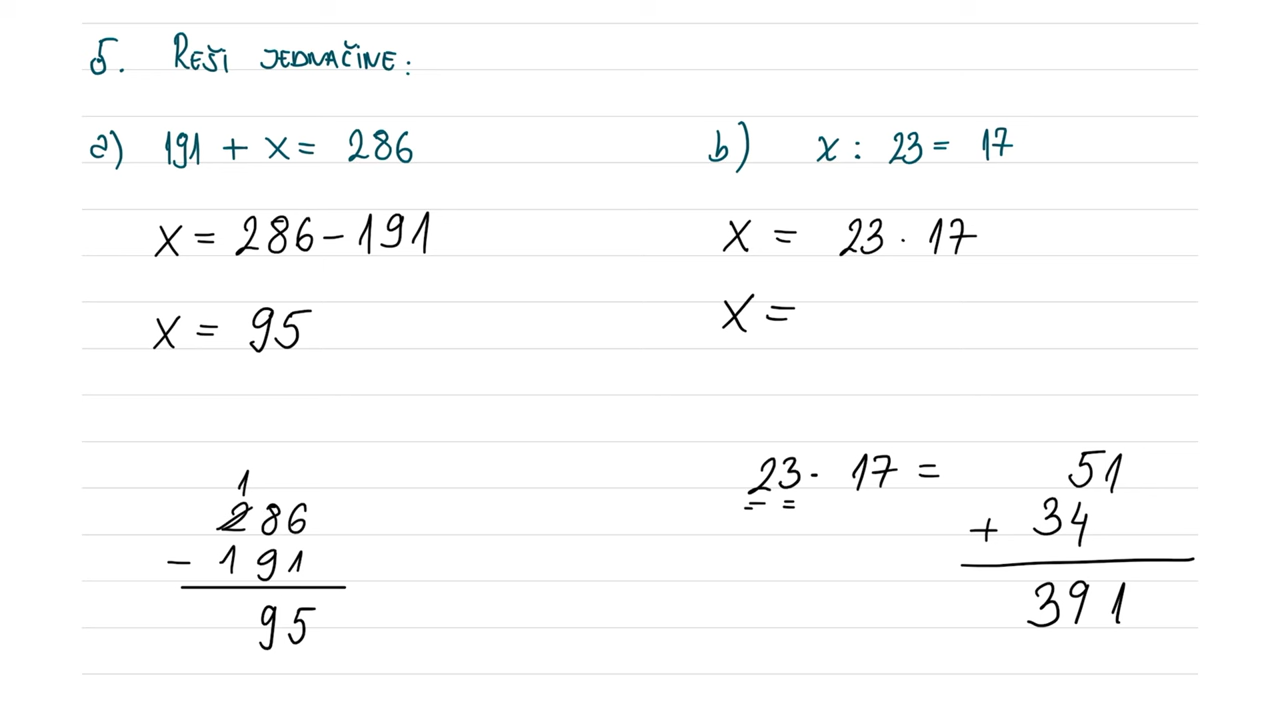 5. REŠI JEDNAČINE:
a) 191 + x = 286
x = 286 - 191
x = 95
1
286
- 191
95
b) x : 23 = 17
x = 23 · 17
x =
23 · 17 = 51
+ 34
391